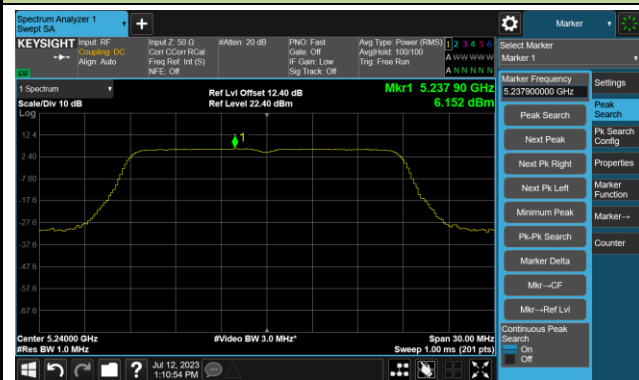 Spectrum Analyzer 1
Swept SA
Marker
KEYSIGHT
Input: RF
Coupling: DC
Align: Auto
Input Z: 50 Ω
Corr CCorr RCal
Freq Ref: Int (S)
NFE: Off
#Atten: 20 dB
PNO: Fast
Gate: Off
IF Gain: Low
Sig Track: Off
Avg Type: Power (RMS)
Avg|Hold: 100/100
Trig: Free Run
1 2 3 4 5 6
A W W W W W
A N N N N N
Select Marker
Marker 1
LXI
1 Spectrum
Scale/Div 10 dB
Log
Ref Lvl Offset 12.40 dB
Ref Level 22.40 dBm
Mkr1 5.237 90 GHz
6.152 dBm
1
12.4
2.40
-7.60
-17.6
-27.6
-37.6
-47.6
-57.6
-67.6
Center 5.24000 GHz
#Res BW 1.0 MHz
#Video BW 3.0 MHz*
Span 30.00 MHz
Sweep 1.00 ms (201 pts)
Marker Frequency
5.237900000 GHz
Peak Search
Next Peak
Next Pk Right
Next Pk Left
Minimum Peak
Pk-Pk Search
Marker Delta
Mkr→CF
Mkr→Ref Lvl
Continuous Peak
Search
On
Off
Settings
Peak
Search
Pk Search
Config
Properties
Marker
Function
Marker→
Counter
Jul 12, 2023
1:10:54 PM